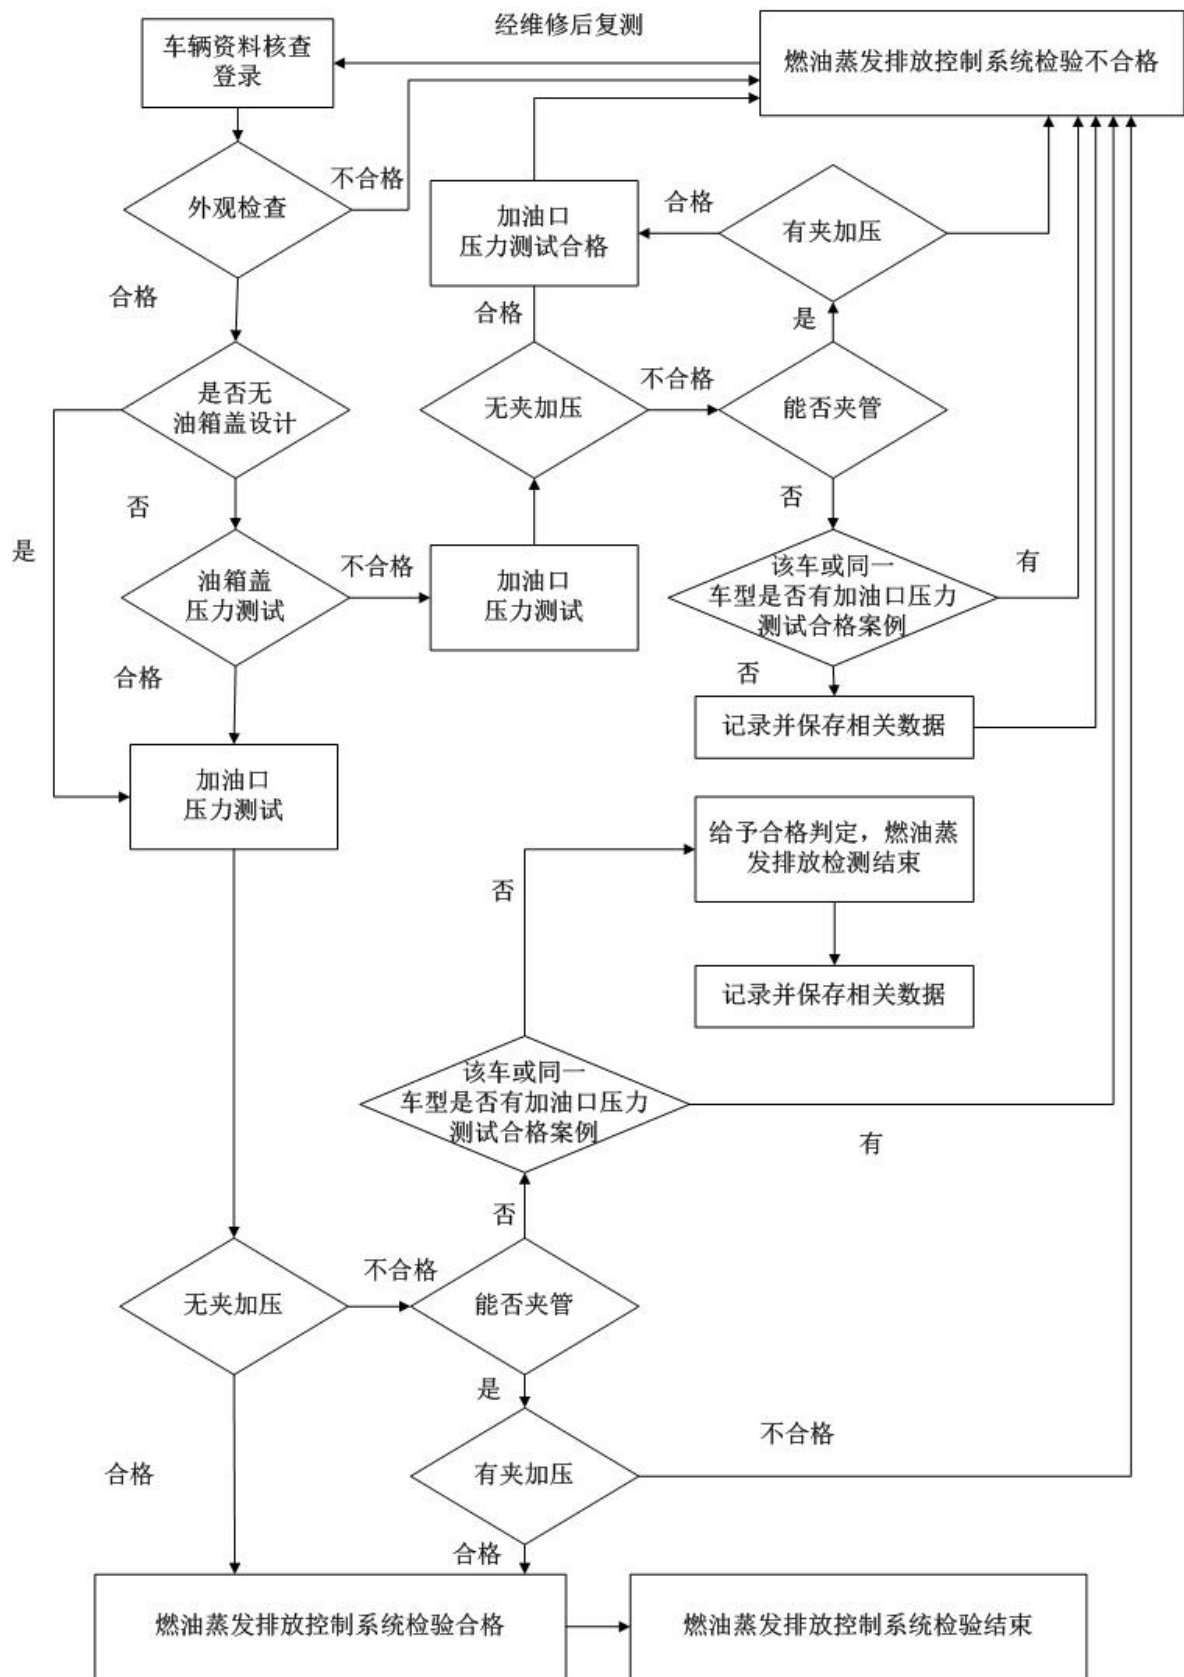 经维修后复测
车辆资料核查
登录
燃油蒸发排放控制系统检验不合格
不合格
外观检查
合格
加油口
压力测试合格
合格
有夹加压
合格
是
是否无
油箱盖设计
无夹加压
不合格
能否夹管
否
否
是
油箱盖
压力测试
不合格
加油口
压力测试
该车或同一
车型是否有加油口压力
测试合格案例
有
合格
否
记录并保存相关数据
加油口
压力测试
给予合格判定，燃油蒸
发排放检测结束
否
记录并保存相关数据
该车或同一
车型是否有加油口压力
测试合格案例
有
否
无夹加压
不合格
能否夹管
是
不合格
合格
有夹加压
合格
燃油蒸发排放控制系统检验合格
燃油蒸发排放控制系统检验结束